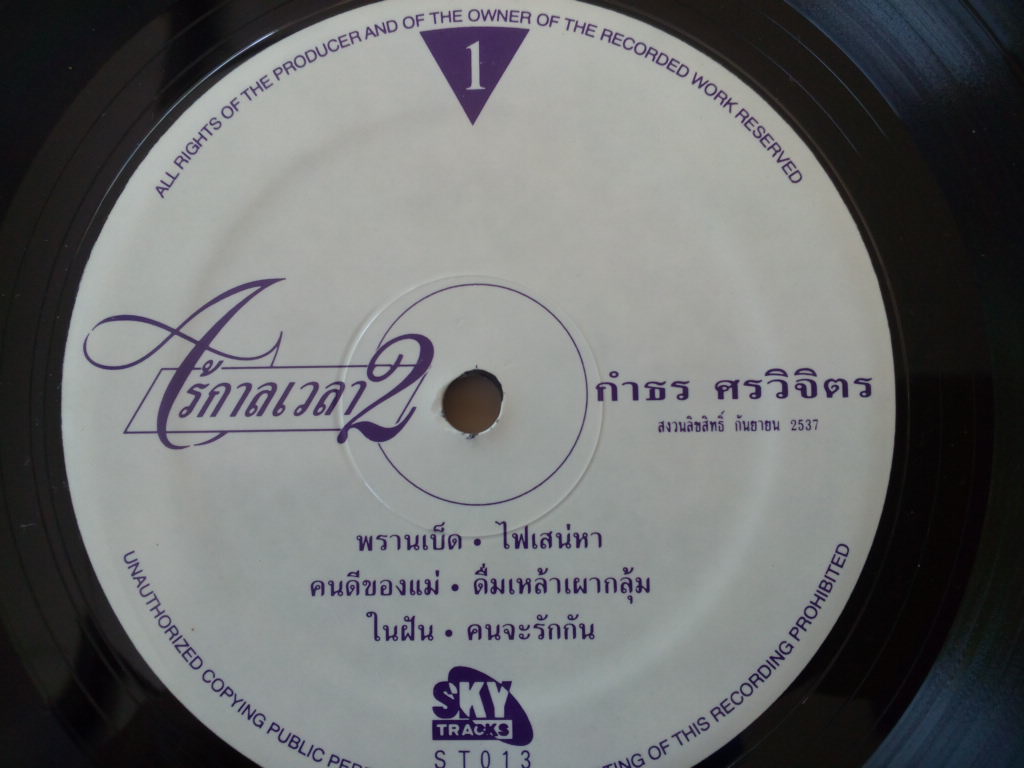 ALL RIGHTS OF THE PRODUCER AND OF THE OWNER OF THE RECORDED WORK RESERVED
1
ไร้กาลเวลา 2
กำธร ศรวิจิตร
สงวนลิขสิทธิ์ กันยายน 2537
พรานเบ็ด • ไฟเสน่หา
คนดีของแม่ • ดื่มเหล้าเผากลุ้ม
ในฝัน • คนจะรักกัน
SKY
TRACKS
ST013
UNAUTHORIZED COPYING PUBLIC
OF THIS RECORDING PROHIBITED